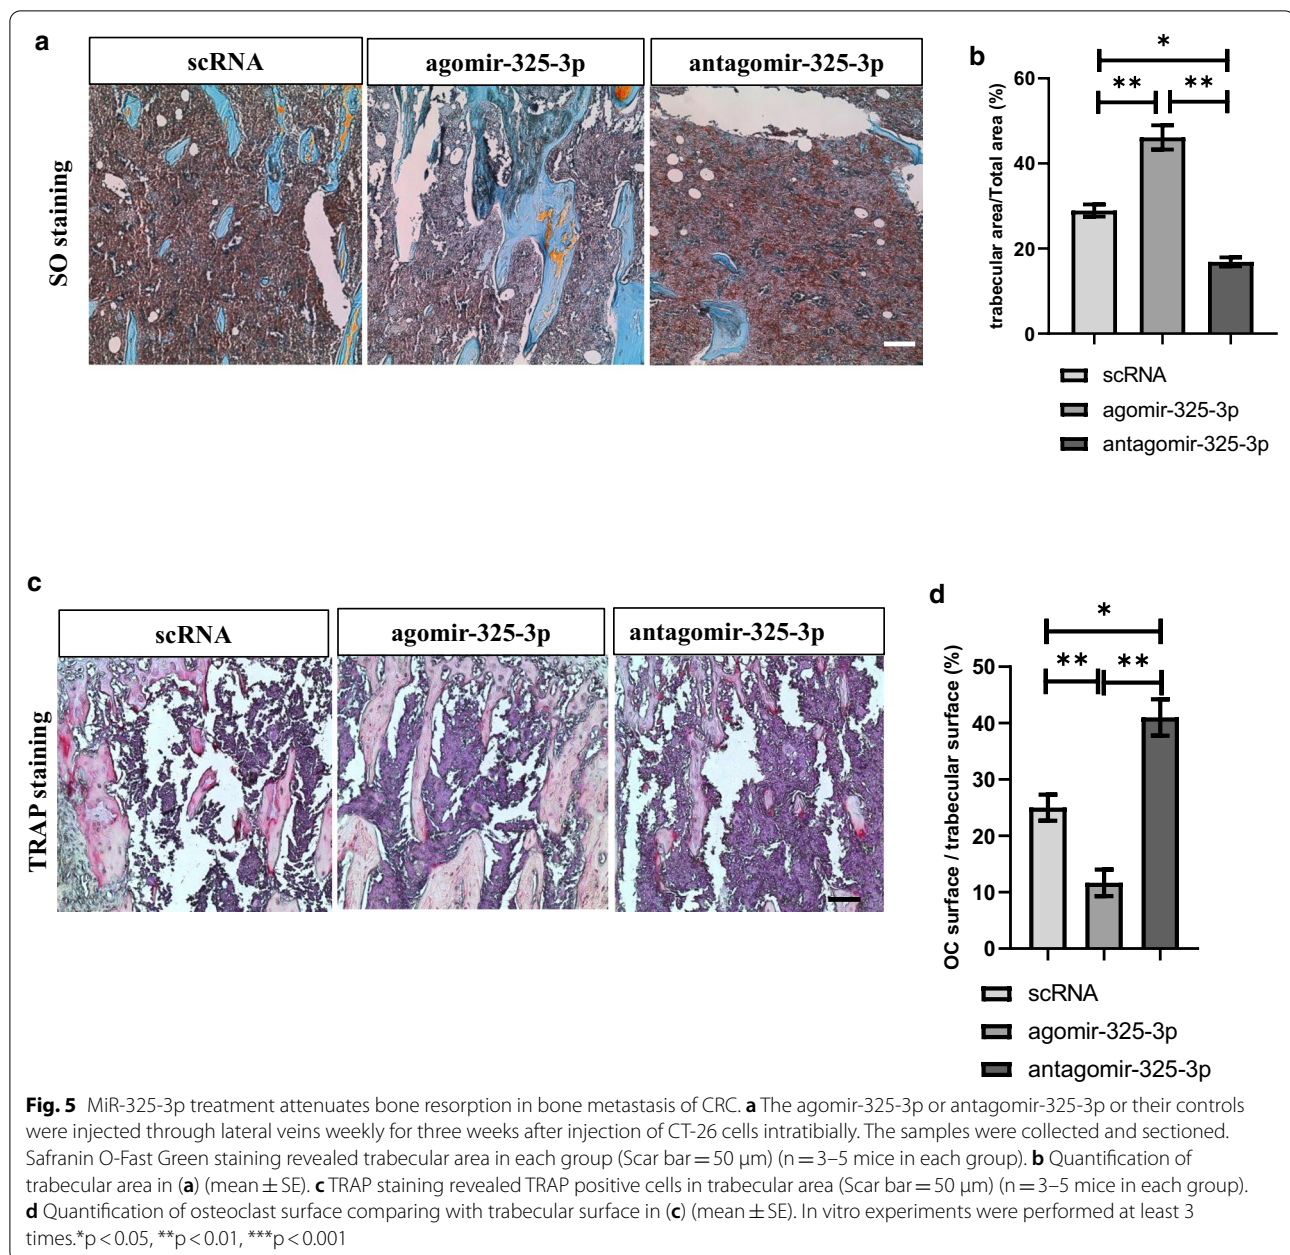 a
scRNA
agomir-325-3p
antagomir-325-3p
SO staining
b
*
** **
trabecular area/Total area (%)
60
40
20
0
scRNA
agomir-325-3p
antagomir-325-3p
c
scRNA
agomir-325-3p
antagomir-325-3p
TRAP staining
d
*
** **
OC surface / trabecular surface (%)
50
40
30
20
10
0
scRNA
agomir-325-3p
antagomir-325-3p
Fig. 5 MiR-325-3p treatment attenuates bone resorption in bone metastasis of CRC. a The agomir-325-3p or antagomir-325-3p or their controls
were injected through lateral veins weekly for three weeks after injection of CT-26 cells intratibially. The samples were collected and sectioned.
Safranin O-Fast Green staining revealed trabecular area in each group (Scar bar = 50 μm) (n = 3–5 mice in each group). b Quantification of
trabecular area in (a) (mean ± SE). c TRAP staining revealed TRAP positive cells in trabecular area (Scar bar = 50 μm) (n = 3–5 mice in each group).
d Quantification of osteoclast surface comparing with trabecular surface in (c) (mean ± SE). In vitro experiments were performed at least 3
times.*p < 0.05, **p < 0.01, ***p < 0.001